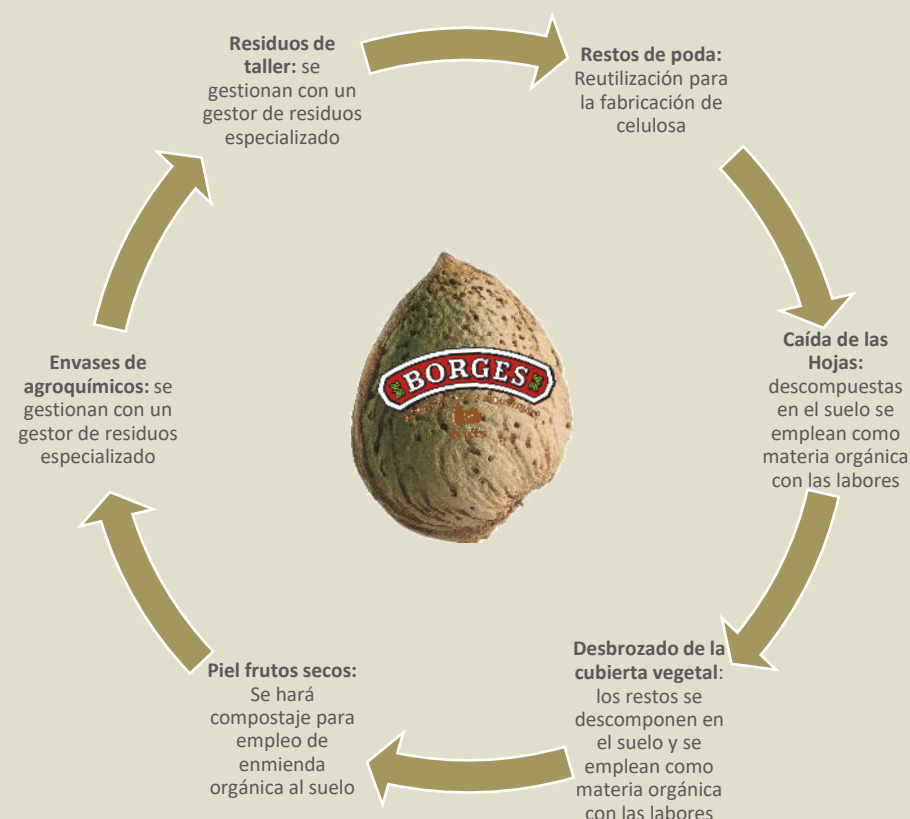 Residuos de
taller: se
gestionan con un
gestor de residuos
especializado
Restos de poda:
Reutilización para
la fabricación de
celulosa
Caída de las
Hojas:
descompuestas
en el suelo se
emplean como
materia orgánica
con las labores
Desbrozado de la
cubierta vegetal:
los restos se
descomponen en
el suelo y se
emplean como
materia orgánica
con las labores
Piel frutos secos:
Se hará
compostaje para
empleo de
enmienda
orgánica al suelo
Envases de
agroquímicos: se
gestionan con un
gestor de residuos
especializado
BORGES